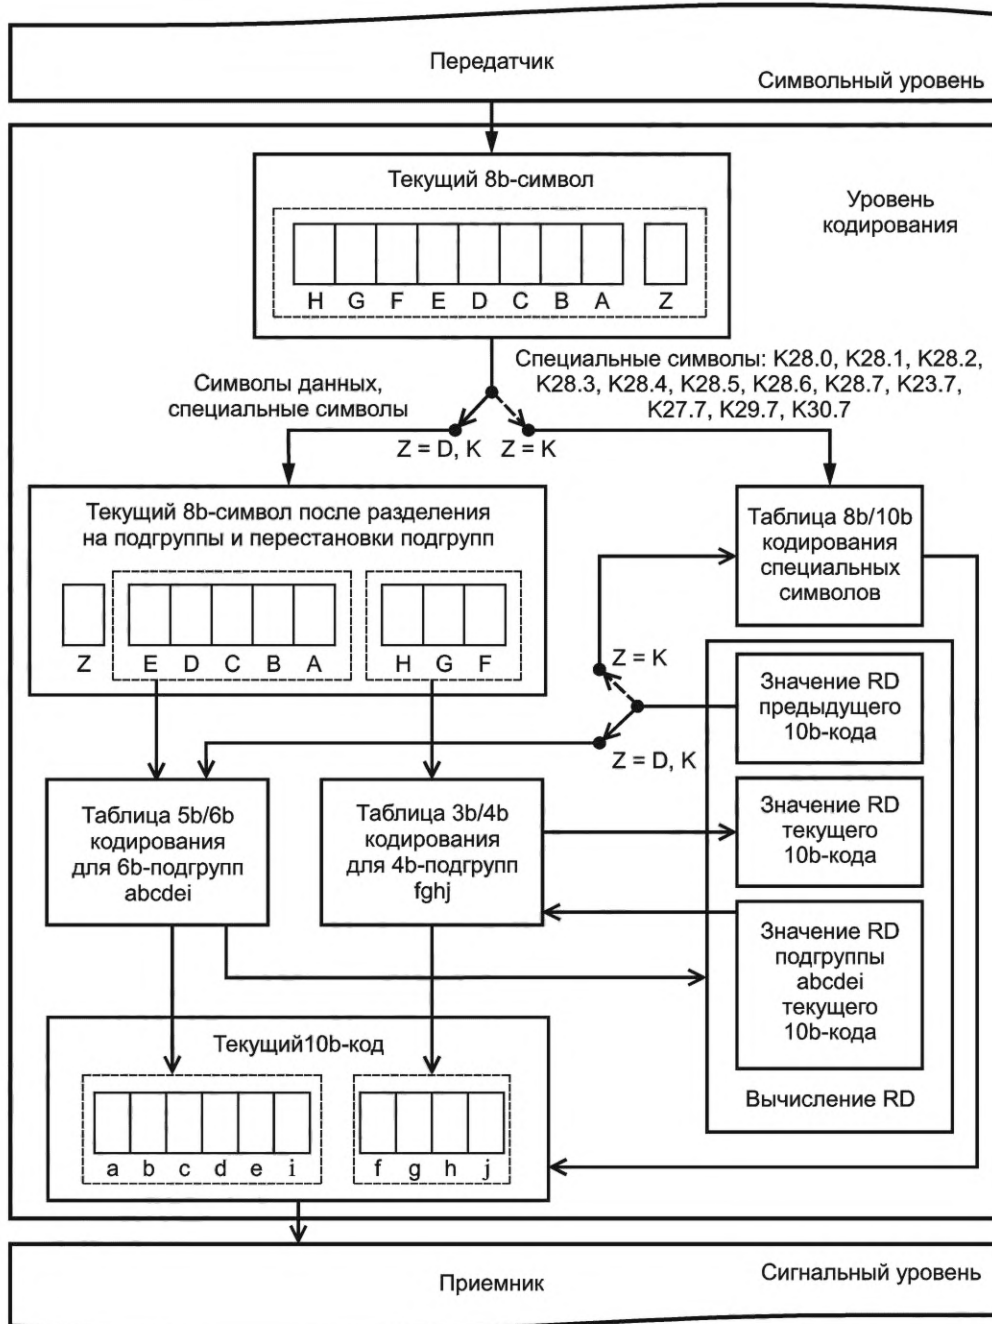 Передатчик
Символьный уровень
Текущий 8b-символ
Уровень
кодирования
H G F E D C B A Z
Специальные символы: K28.0, K28.1, K28.2,
K28.3, K28.4, K28.5, K28.6, K28.7, K23.7,
K27.7, K29.7, K30.7
Символы данных,
специальные символы
Z = D, K
Z = K
Текущий 8b-символ после разделения
на подгруппы и перестановки подгрупп
Z E D C B A H G F
Таблица 8b/10b
кодирования
специальных
символов
Z = K
Z = D, K
Значение RD
предыдущего
10b-кода
Таблица 5b/6b
кодирования
для 6b-подгрупп
abcdei
Таблица 3b/4b
кодирования
для 4b-подгрупп
fghj
Значение RD
текущего
10b-кода
Значение RD
подгруппы
abcdei
текущего
10b-кода
Вычисление RD
Текущий10b-код
a b c d e i f g h j
Приемник
Сигнальный уровень